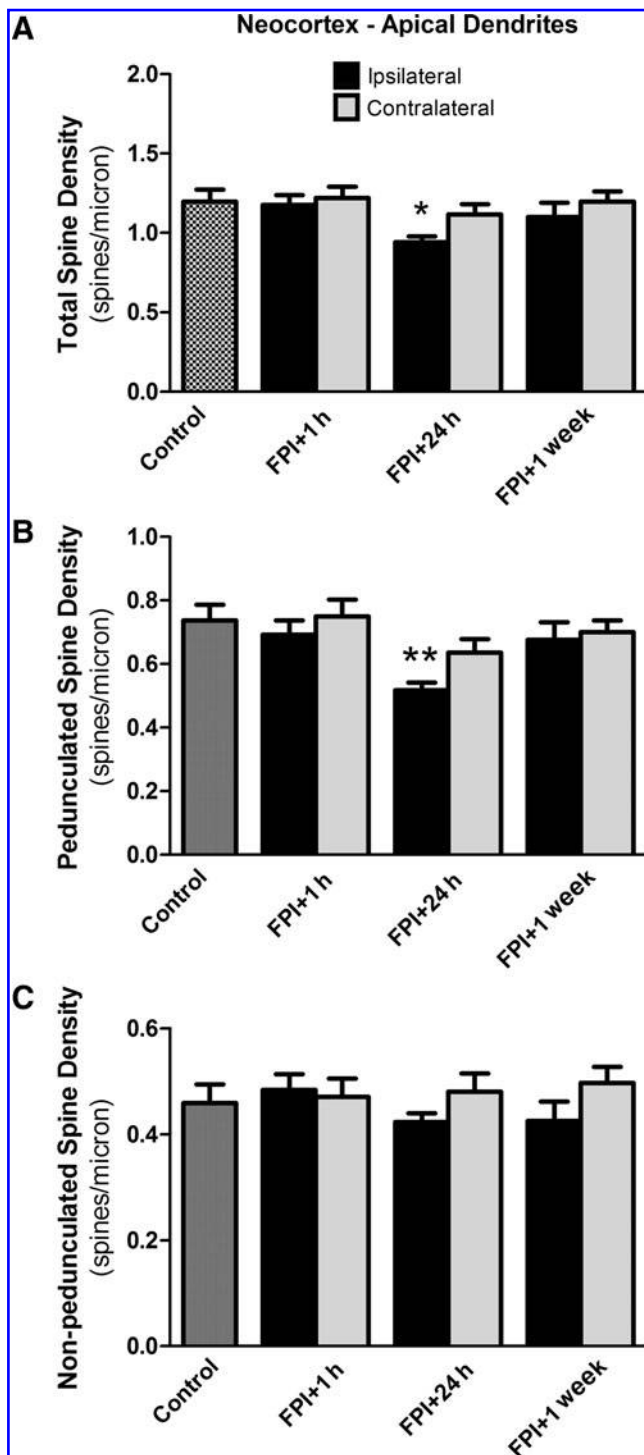 A
Neocortex - Apical Dendrites
Ipsilateral
Contralateral
Total Spine Density
(spines/micron)
2.0
1.5
1.0
0.5
0.0
*
Control
FPI+1 h
FPI+24 h
FPI+1 week
B
Pedunculated Spine Density
(spines/micron)
1.0
0.8
0.6
0.4
0.2
0.0
**
Control
FPI+1 h
FPI+24 h
FPI+1 week
C
Non-pedunculated Spine Density
(spines/micron)
0.6
0.4
0.2
0.0
Control
FPI+1 h
FPI+24 h
FPI+1 week